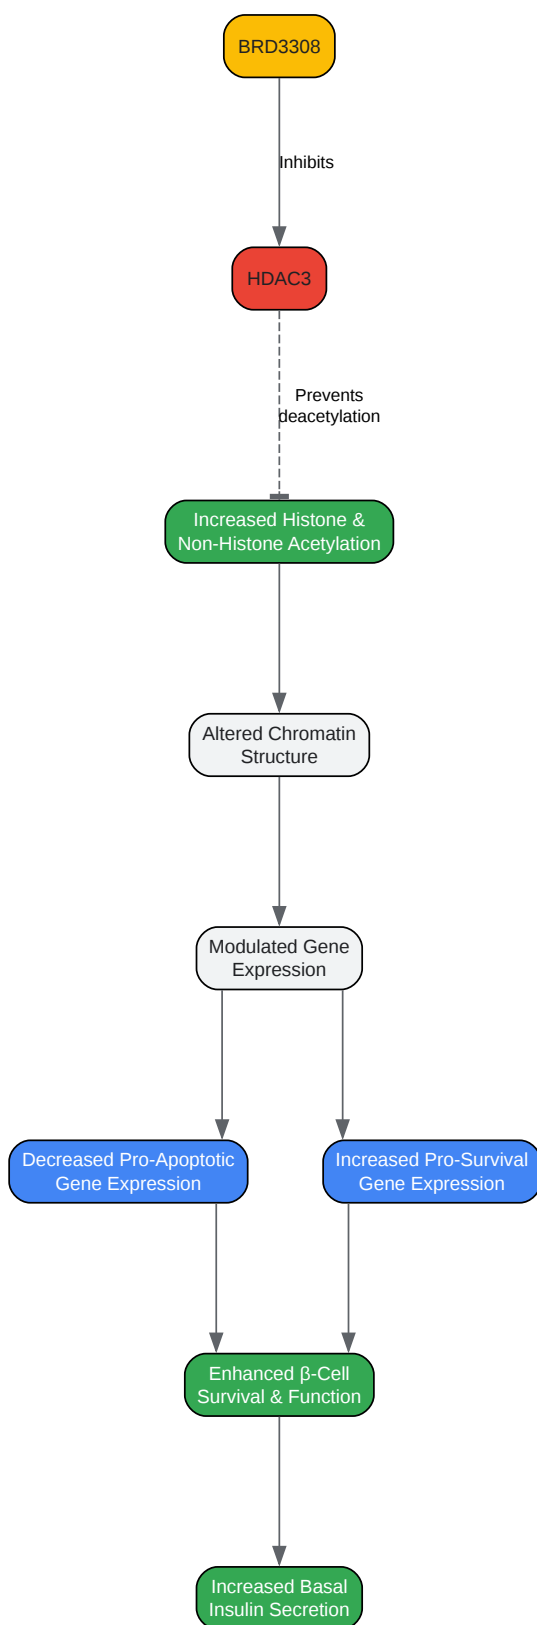 BRD3308
Inhibits
HDAC3
Prevents
deacetylation
Increased Histone &
Non-Histone Acetylation
Altered Chromatin
Structure
Modulated Gene
Expression
Decreased Pro-Apoptotic
Gene Expression
Increased Pro-Survival
Gene Expression
Enhanced β-Cell
Survival & Function
Increased Basal
Insulin Secretion